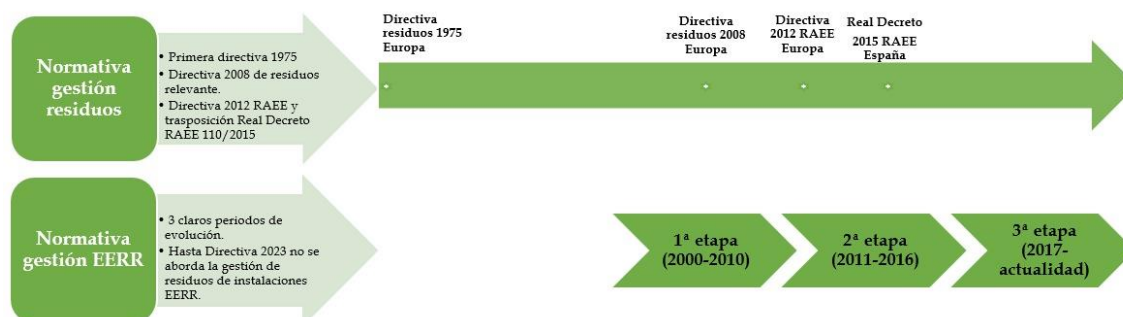 Normativa
gestión
residuos
• Primera directiva 1975
• Directiva 2008 de residuos
relevante.
• Directiva 2012 RAEE y
trasposición Real Decreto
RAEE 110/2015
Directiva
residuos 1975
Europa
Directiva
residuos 2008
Europa
Directiva
2012 RAEE
Europa
Real Decreto
2015 RAEE
España
Normativa
gestión EERR
• 3 claros periodos de
evolución.
• Hasta Directiva 2023 no se
aborda la gestión de
residuos de instalaciones
EERR.
1ª etapa
(2000-2010)
2ª etapa
(2011-2016)
3ª etapa
(2017-
actualidad)